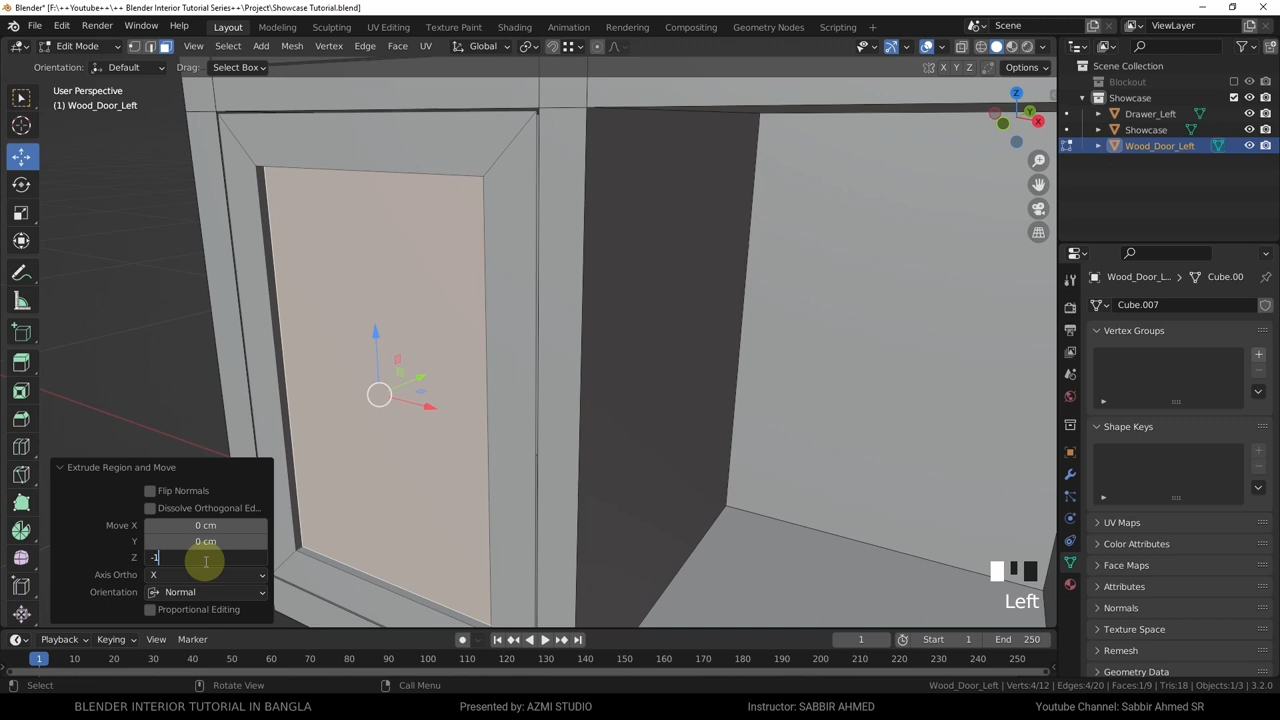 Blender* [F:\++Youtube++\++ Blender Interior Tutorial Series++\Project\Showcase Tutorial.blend]
File Edit Render Window Help Layout Modeling Sculpting UV Editing Texture Paint Shading Animation Rendering Compositing Geometry Nodes Scripting Scene ViewLayer
Edit Mode View Select Add Mesh Vertex Edge Face UV Global
Orientation: Default Drag: Select Box X Y Z Options
User Perspective
(1) Wood_Door_Left
Z
Y
X
Scene Collection
Blockout
Showcase
Drawer_Left
Showcase
Wood_Door_Left
Wood_Door_L... Cube.00
Cube.007
Vertex Groups
Shape Keys
UV Maps
Color Attributes
Face Maps
Attributes
Normals
Texture Space
Remesh
Geometry Data
Extrude Region and Move
Flip Normals
Dissolve Orthogonal Ed...
Move X 0 cm
Y 0 cm
Z -1
Axis Ortho X
Orientation Normal
Proportional Editing
Left
Playback Keying View Marker 1 Start 1 End 250
1 10 20 30 40 50 60 70 80 90 100 110 120 130 140 150 160 170 180 190 200 210 220 230 240 250
Select Rotate View Call Menu Wood_Door_Left | Verts:4/12 | Edges:4/20 | Faces:1/9 | Tris:18 | Objects:1/3 | 3.2.0
BLENDER INTERIOR TUTORIAL IN BANGLA Presented by: AZMI STUDIO Instructor: SABBIR AHMED Youtube Channel: Sabbir Ahmed SR